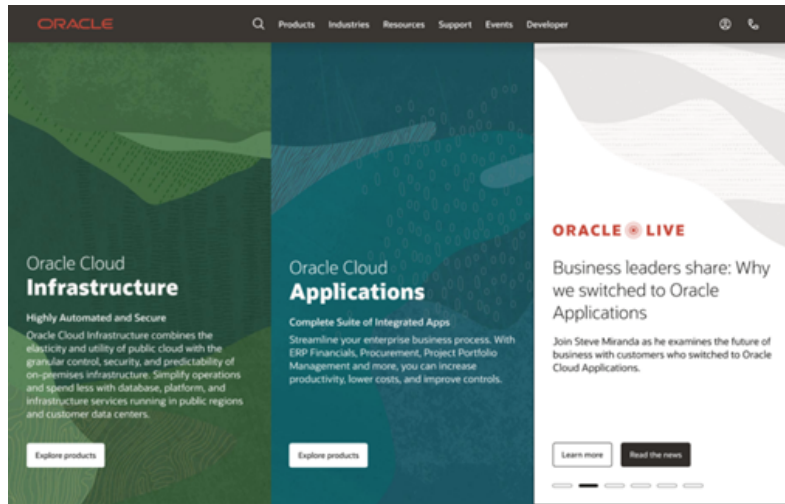 ORACLE
Products Industries Resources Support Events Developer
Oracle Cloud
Infrastructure
Highly Automated and Secure
Oracle Cloud Infrastructure combines the
elasticity and utility of public cloud with the
granular control, security, and predictability of
on-premises infrastructure. Simplify operations
and spend less with database, platform, and
infrastructure services running in public regions
and customer data centers.
Explore products
Oracle Cloud
Applications
Complete Suite of Integrated Apps
Streamline your enterprise business process. With
ERP Financials, Procurement, Project Portfolio
Management and more, you can increase
productivity, lower costs, and improve controls.
Explore products
ORACLE LIVE
Business leaders share: Why
we switched to Oracle
Applications
Join Steve Miranda as he examines the future of
business with customers who switched to Oracle
Cloud Applications.
Learn more Read the news